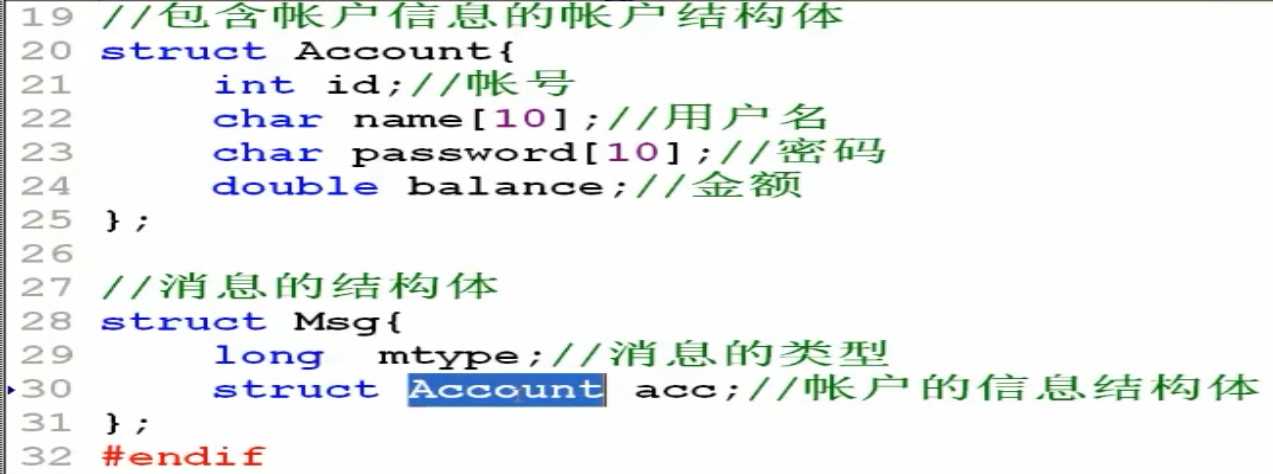 19 //包含帐户信息的帐户结构体
20 struct Account{
21 int id;//帐号
22 char name[10];//用户名
23 char password[10];//密码
24 double balance;//金额
25 };
26
27 //消息的结构体
28 struct Msg{
29 long mtype;//消息的类型
30 struct Account acc;//帐户的信息结构体
31 };
32 #endif